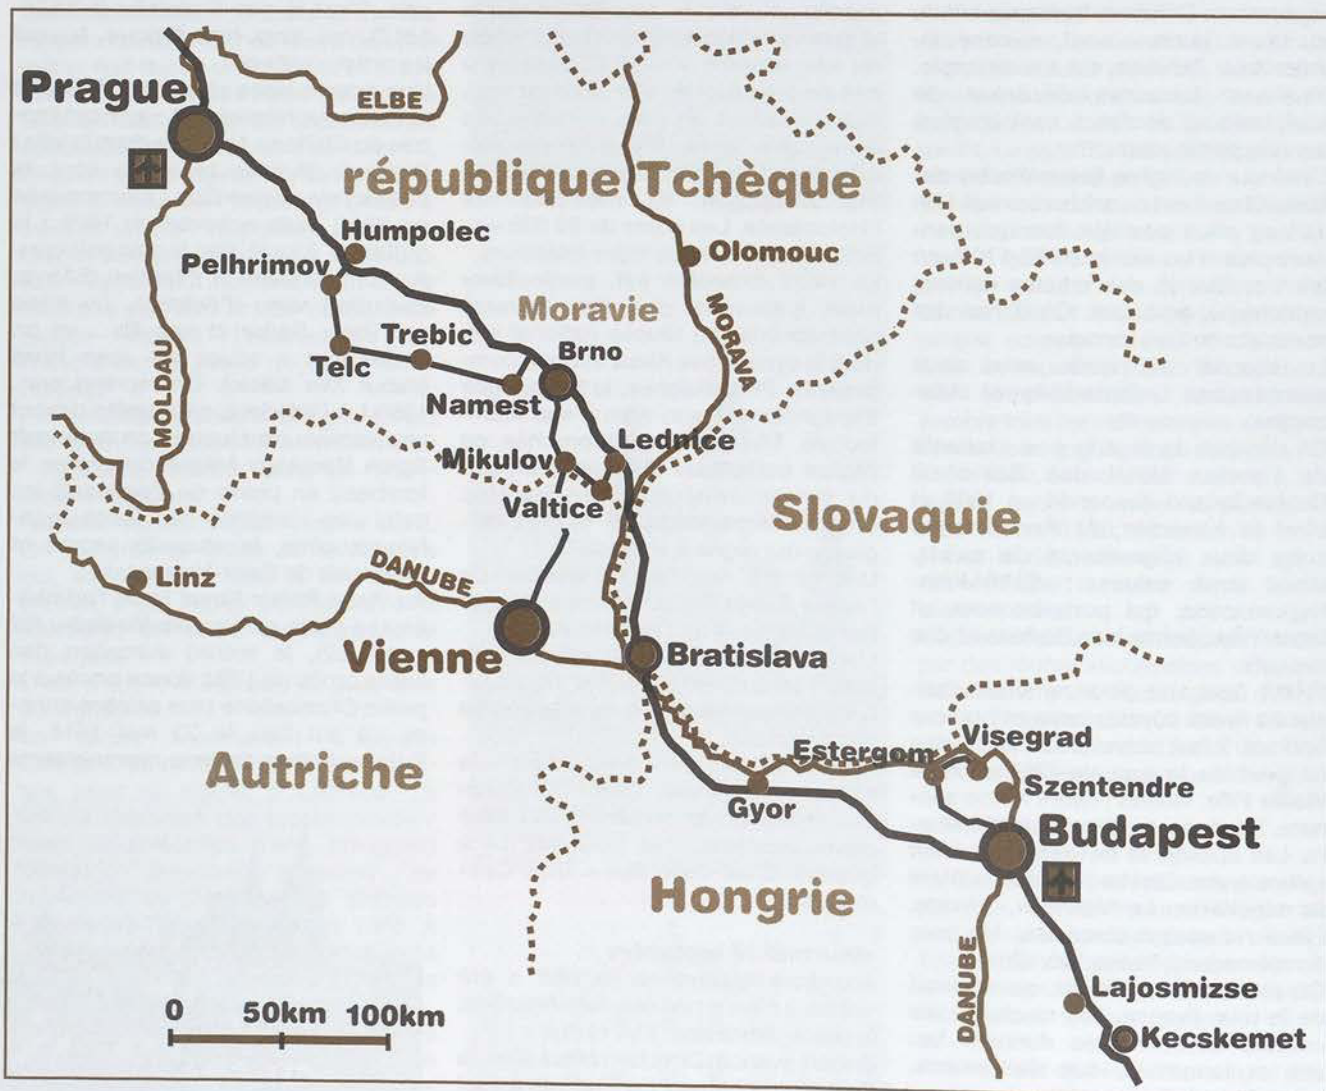 Prague
ELBE
république Tchèque
Humpolec
Olomouc
Pelhrimov
Moravie
MORAVA
Trebic
Brno
Telc
MOLDAU
Namest
Lednice
Mikulov
Valtice
Slovaquie
Linz
DANUBE
Vienne
Bratislava
Autriche
Estergom
Visegrad
Gyor
Szentendre
Budapest
Hongrie
DANUBE
0 50km 100km
Lajosmizse
Kecskemet